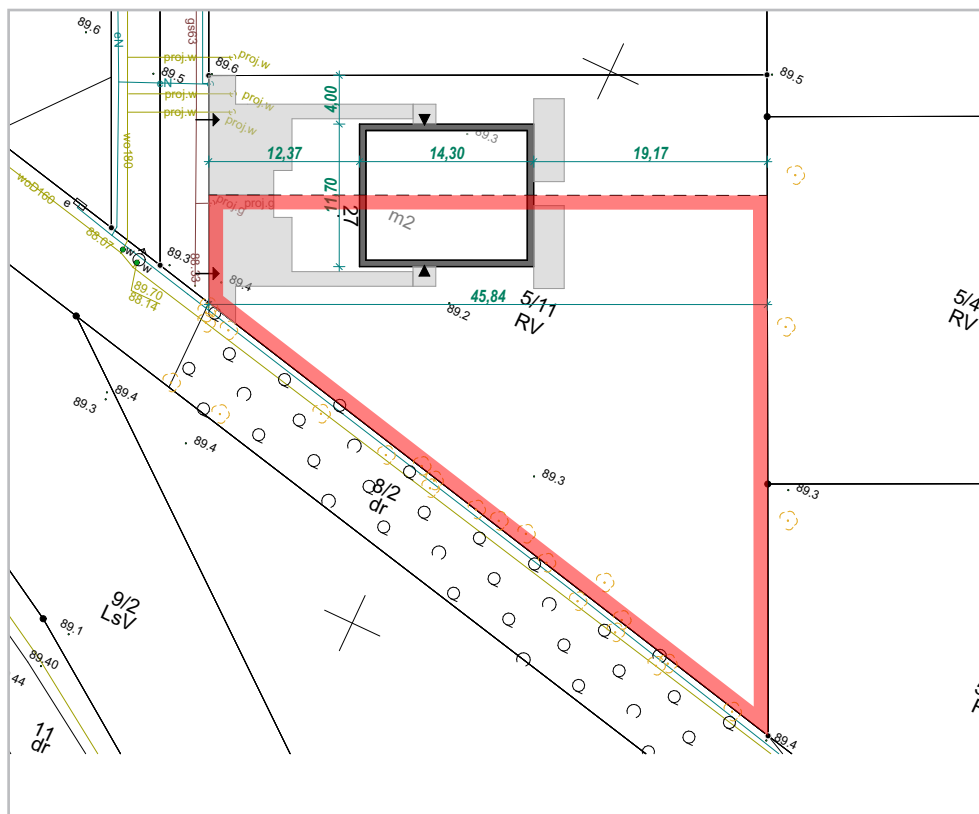 89.6
eN
gs63
proj.w
89.6
89.5
eN
proj.w
proj.w
proj.w
proj.w
89.5
4,00
89.3
12,37
14,30
19,17
wo180
woD160
e
11,70
27
m2
proj.g
proj.g
88.07
w
w
89.3
89.4
89.70
88.14
45,84
89.2
5/11
RV
5/4
RV
89.4
89.3
89.4
89.3
89.3
8/2
dr
9/2
LsV
89.1
89.40
44
11
dr
89.4